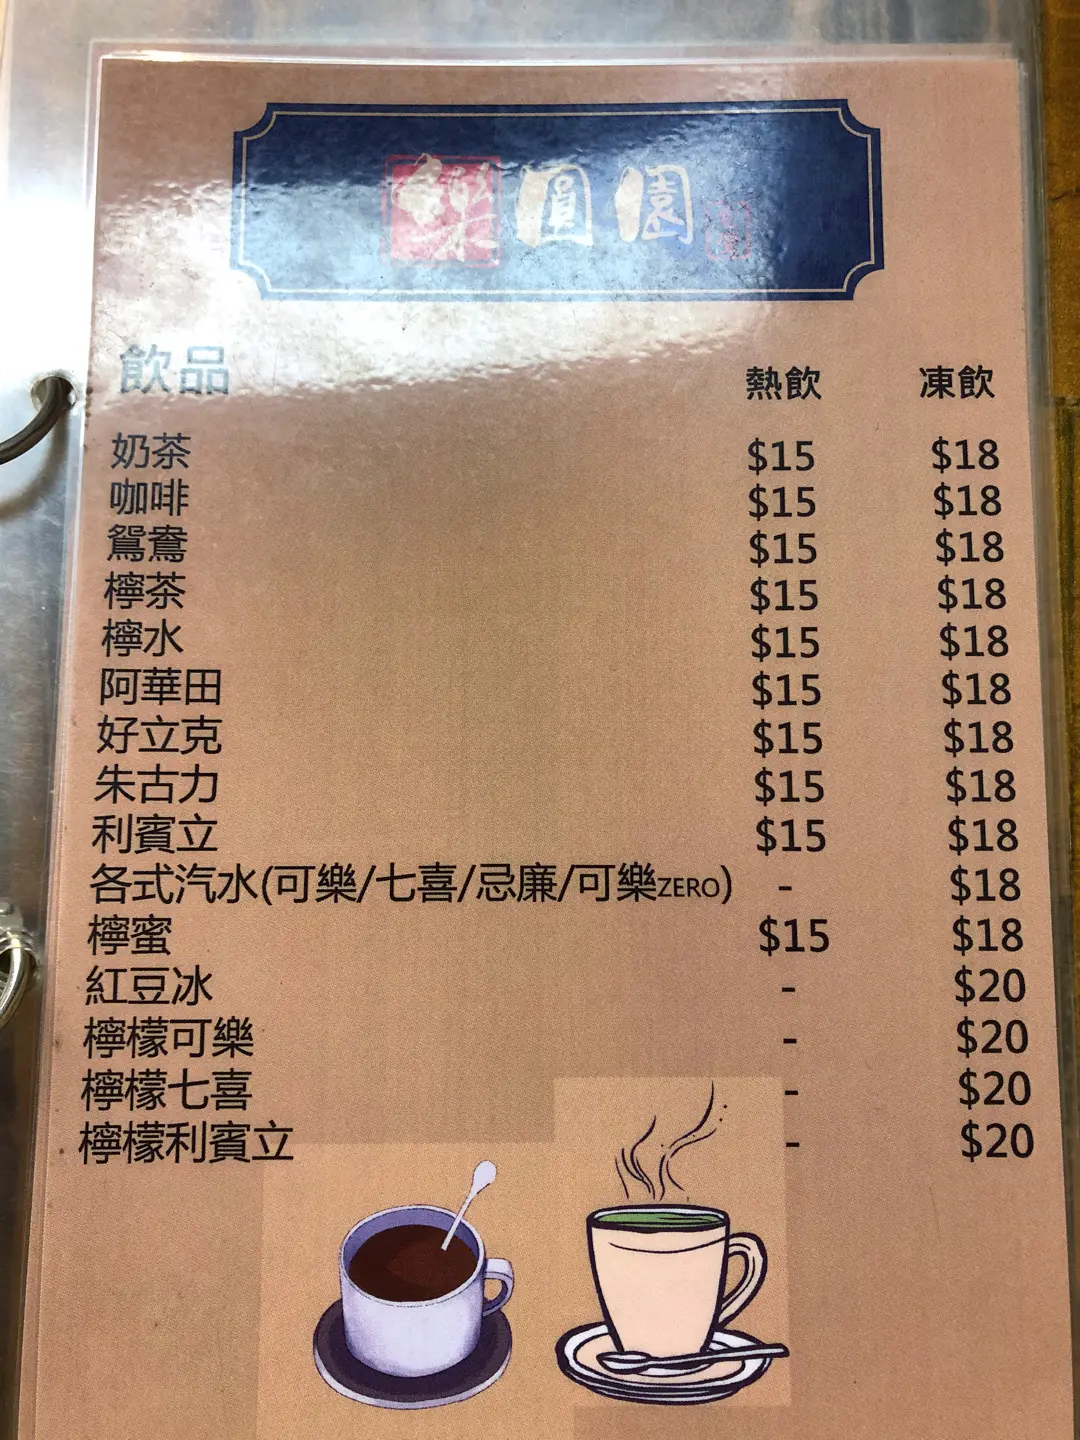 樂圓園
飲品 熱飲 凍飲
奶茶 $15 $18
咖啡 $15 $18
鴛鴦 $15 $18
檸茶 $15 $18
檸水 $15 $18
阿華田 $15 $18
好立克 $15 $18
朱古力 $15 $18
利賓立 $15 $18
各式汽水(可樂/七喜/忌廉/可樂ZERO) - $18
檸蜜 $15 $18
紅豆冰 - $20
檸檬可樂 - $20
檸檬七喜 - $20
檸檬利賓立 - $20